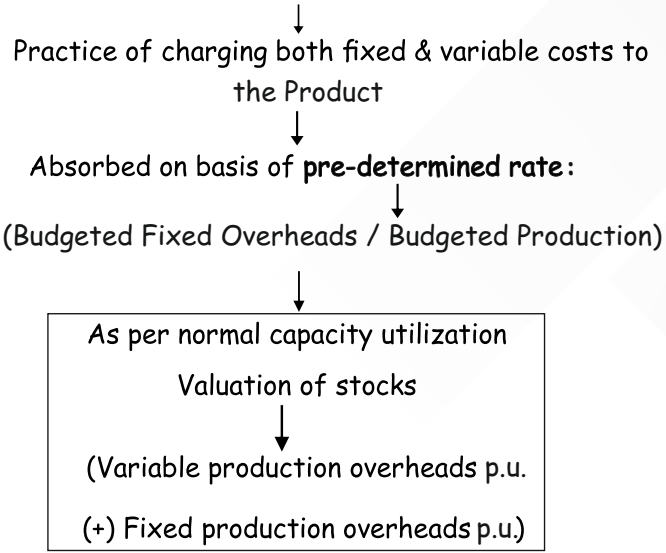 Practice of charging both fixed & variable costs to
the Product
Absorbed on basis of pre-determined rate:
(Budgeted Fixed Overheads / Budgeted Production)
As per normal capacity utilization
Valuation of stocks
(Variable production overheads p.u.
(+) Fixed production overheads p.u.)